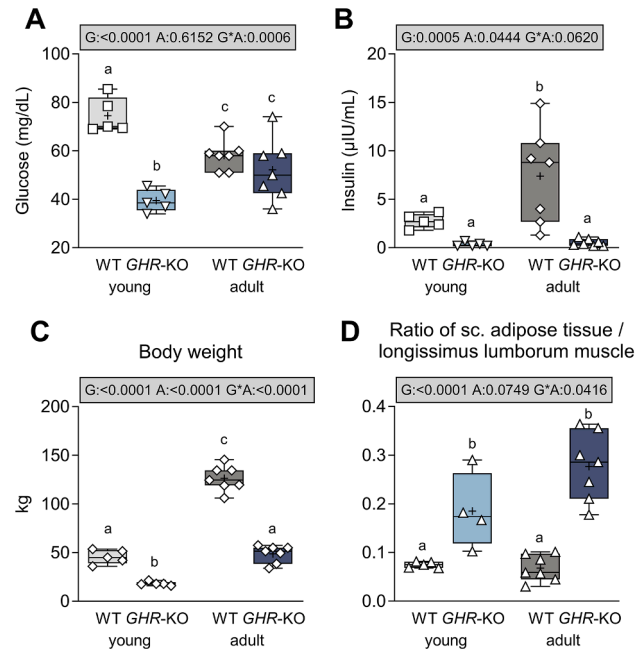 A
G:<0.0001 A:0.6152 G*A:0.0006
Glucose (mg/dL)
100
80
60
40
20
a
b
c
c
WT GHR-KO WT GHR-KO
young adult
B
G:0.0005 A:0.0444 G*A:0.0620
Insulin (µIU/mL)
20
15
10
5
0
a
a
b
a
WT GHR-KO WT GHR-KO
young adult
C
Body weight
G:<0.0001 A:<0.0001 G*A:<0.0001
kg
200
150
100
50
0
a
b
c
a
WT GHR-KO WT GHR-KO
young adult
D
Ratio of sc. adipose tissue /
longissimus lumborum muscle
G:<0.0001 A:0.0749 G*A:0.0416
0.4
0.3
0.2
0.1
0.0
a
b
a
b
WT GHR-KO WT GHR-KO
young adult